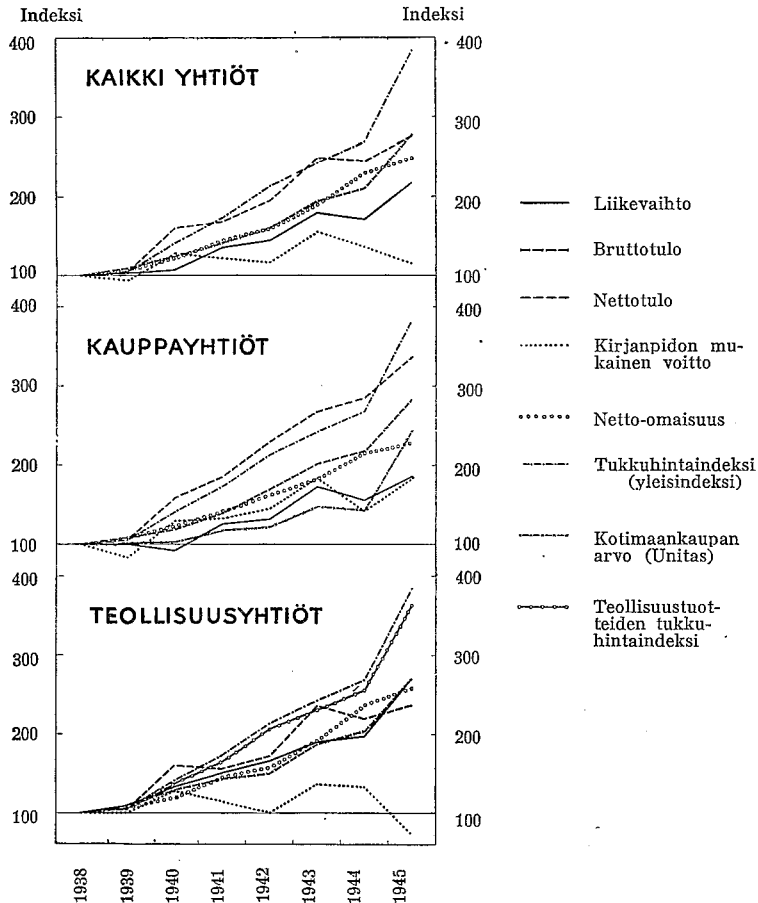 Indeksi
Indeksi
400
400
KAIKKI YHTIÖT
300
300
200
200
100
100
400
400
KAUPPAYHTIÖT
300
300
200
200
100
100
400
400
TEOLLISUUSYHTIÖT
300
300
200
200
100
100
1938
1939
1940
1941
1942
1943
1944
1945
Liikevaihto
Bruttotulo
Nettotulo
Kirjanpidon mu-
kainen voitto
Netto-omaisuus
Tukkuhintaindeksi
(yleisindeksi)
Kotimaankaupan
arvo (Unitas)
Teollisuustuot-
teiden tukku-
hintaindeksi